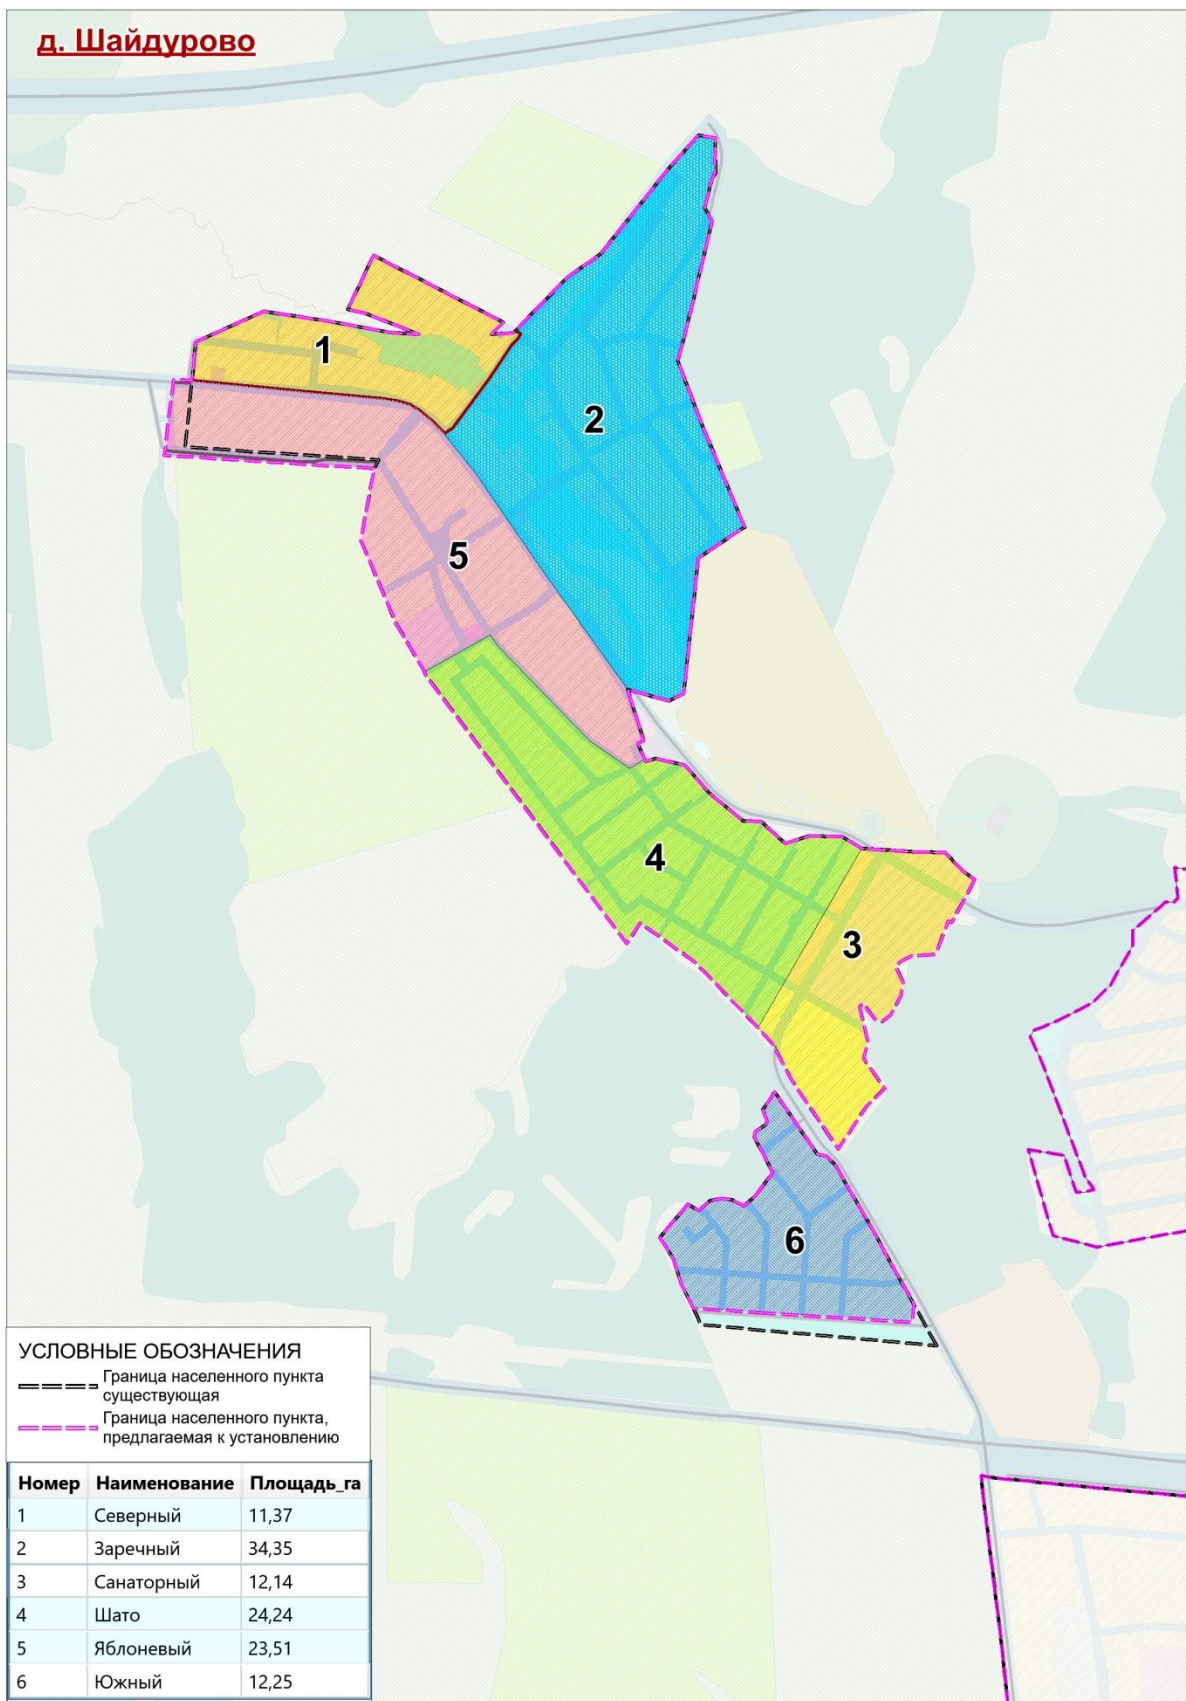 д. Шайдурово
1
2
5
4
3
6
УСЛОВНЫЕ ОБОЗНАЧЕНИЯ
Граница населенного пункта
существующая
Граница населенного пункта,
предлагаемая к установлению
Номер Наименование Площадь_га
1 Северный 11,37
2 Заречный 34,35
3 Санаторный 12,14
4 Шато 24,24
5 Яблоневый 23,51
6 Южный 12,25